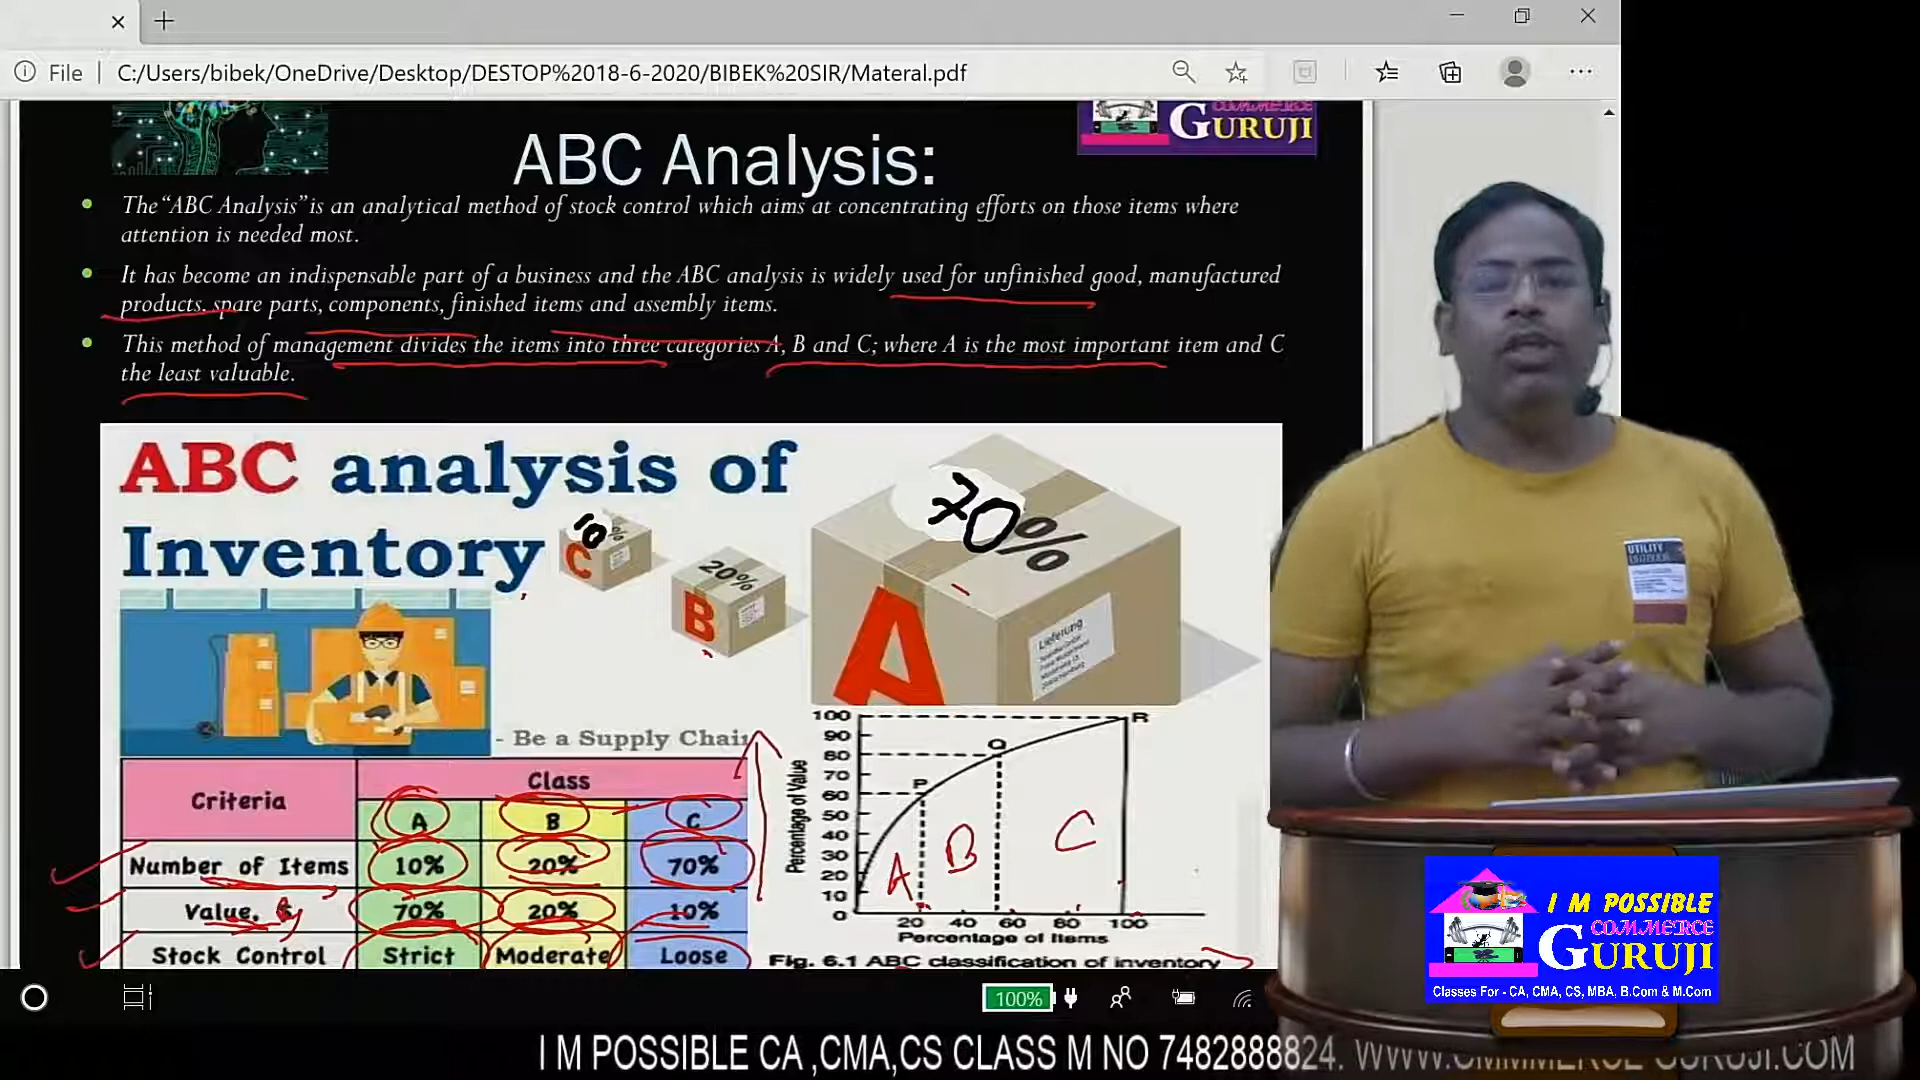 File
C:/Users/bibek/OneDrive/Desktop/DESTOP%2018-6-2020/BIBEK%20SIR/Materal.pdf
COMMERCE
GURUJI
ABC Analysis:
The “ABC Analysis” is an analytical method of stock control which aims at concentrating efforts on those items where
attention is needed most.
It has become an indispensable part of a business and the ABC analysis is widely used for unfinished good, manufactured
products. spare parts, components, finished items and assembly items.
This method of management divides the items into three categories A, B and C; where A is the most important item and C
the least valuable.
ABC analysis of
Inventory
10%
C
20%
B
70%
A
Lieferung
- Be a Supply Chain
Criteria
Class
A B C
Number of Items 10% 20% 70%
Value, 70% 20% 10%
Stock Control Strict Moderate Loose
Percentage of Value
100
90
80
70
60
50
40
30
20
10
0
P
Q
R
A B C
20 40 60 80 100
Percentage of Items
Fig. 6.1 ABC classification of inventory
UTILITY
I M POSSIBLE
COMMERCE
GURUJI
Classes For - CA, CMA, CS, MBA, B.Com & M.Com
100%
I M POSSIBLE CA ,CMA,CS CLASS M NO 7482888824. WWW.CMMMERCE GURUJI.COM